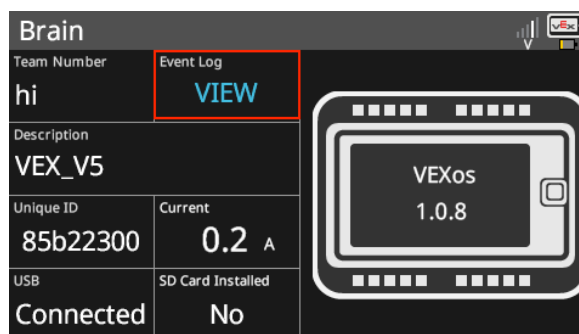 Brain
VEX
V
Team Number
hi
Event Log
VIEW
Description
VEX_V5
Unique ID
85b22300
Current
0.2 A
USB
Connected
SD Card Installed
No
VEXos
1.0.8